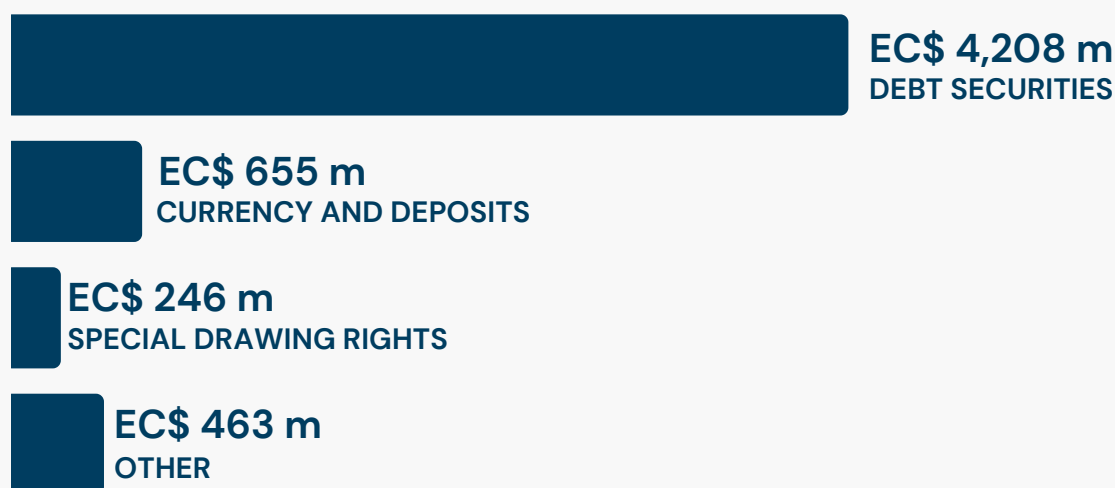 EC$ 4,208 m
DEBT SECURITIES
EC$ 655 m
CURRENCY AND DEPOSITS
EC$ 246 m
SPECIAL DRAWING RIGHTS
EC$ 463 m
OTHER